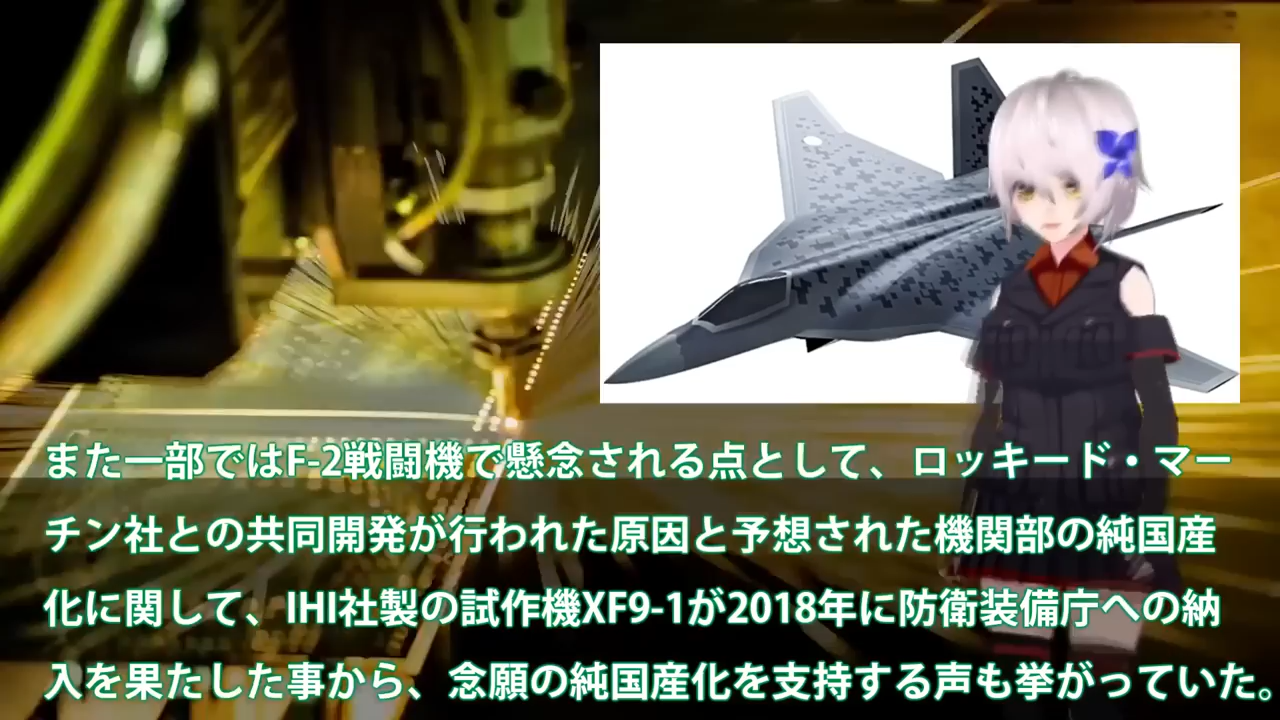 また一部ではF-2戦闘機で懸念される点として、ロッキード・マー
チン社との共同開発が行われた原因と予想された機関部の純国産
化に関して、IHI社製の試作機XF9-1が2018年に防衛装備庁への納
入を果たした事から、念願の純国産化を支持する声も挙がっていた。